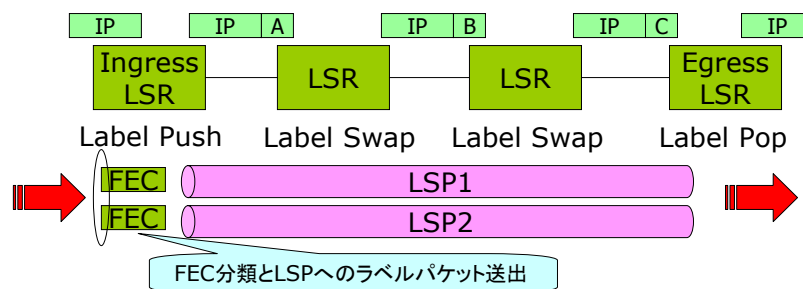 IP
IP A
IP B
IP C
IP
Ingress
LSR
LSR
LSR
Egress
LSR
Label Push
Label Swap
Label Swap
Label Pop
FEC
LSP1
FEC
LSP2
FEC分類とLSPへのラベルパケット送出